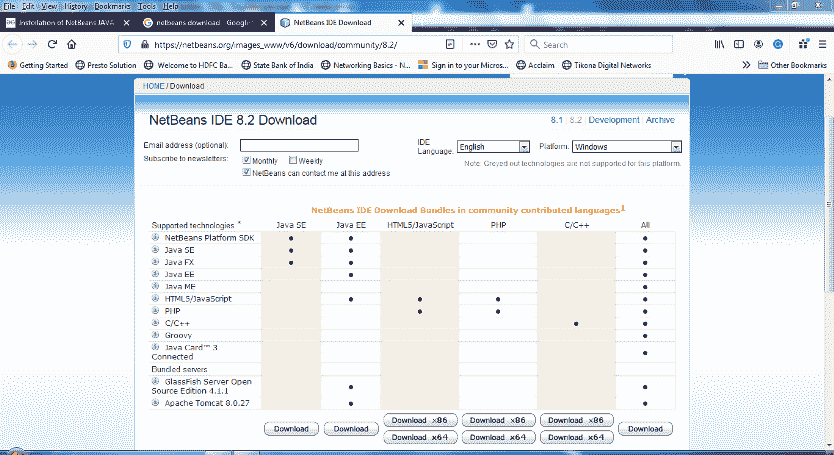 File Edit View History Bookmarks Tools Help
Instollation of NetBeans JAVA
netbeans download - Google
NetBeans IDE Download
https://netbeans.org/images_www/v6/download/community/8.2/
Search
Getting Started Presto Solution HOME to HDFC Ba... State Bank of India Networking Basics - N... Sign in to your Micros... Acclaim Tikona Digital Networks Other Bookmarks
HOME / Download
NetBeans IDE 8.2 Download
8.1 | 8.2 | Development | Archive
Email address (optional):
IDE Language: English Platform: Windows
Subscribe to newsletters: Monthly Weekly
NetBeans can contact me at this address
Note: Greyed out technologies are not supported for this platform.
NetBeans IDE Download Bundles in community contributed languages1
Supported technologies * Java SE Java EE HTML5/JavaScript PHP C/C++ All
NetBeans Platform SDK
Java SE
Java FX
Java EE
Java ME
HTML5/JavaScript
PHP
C/C++
Groovy
Java Card™ 3
Connected
Bundled servers
GlassFish Server Open
Source Edition 4.1.1
Apache Tomcat 8.0.27
Download Download Download x86 Download x86 Download x86 Download
Download x64 Download x64 Download x64